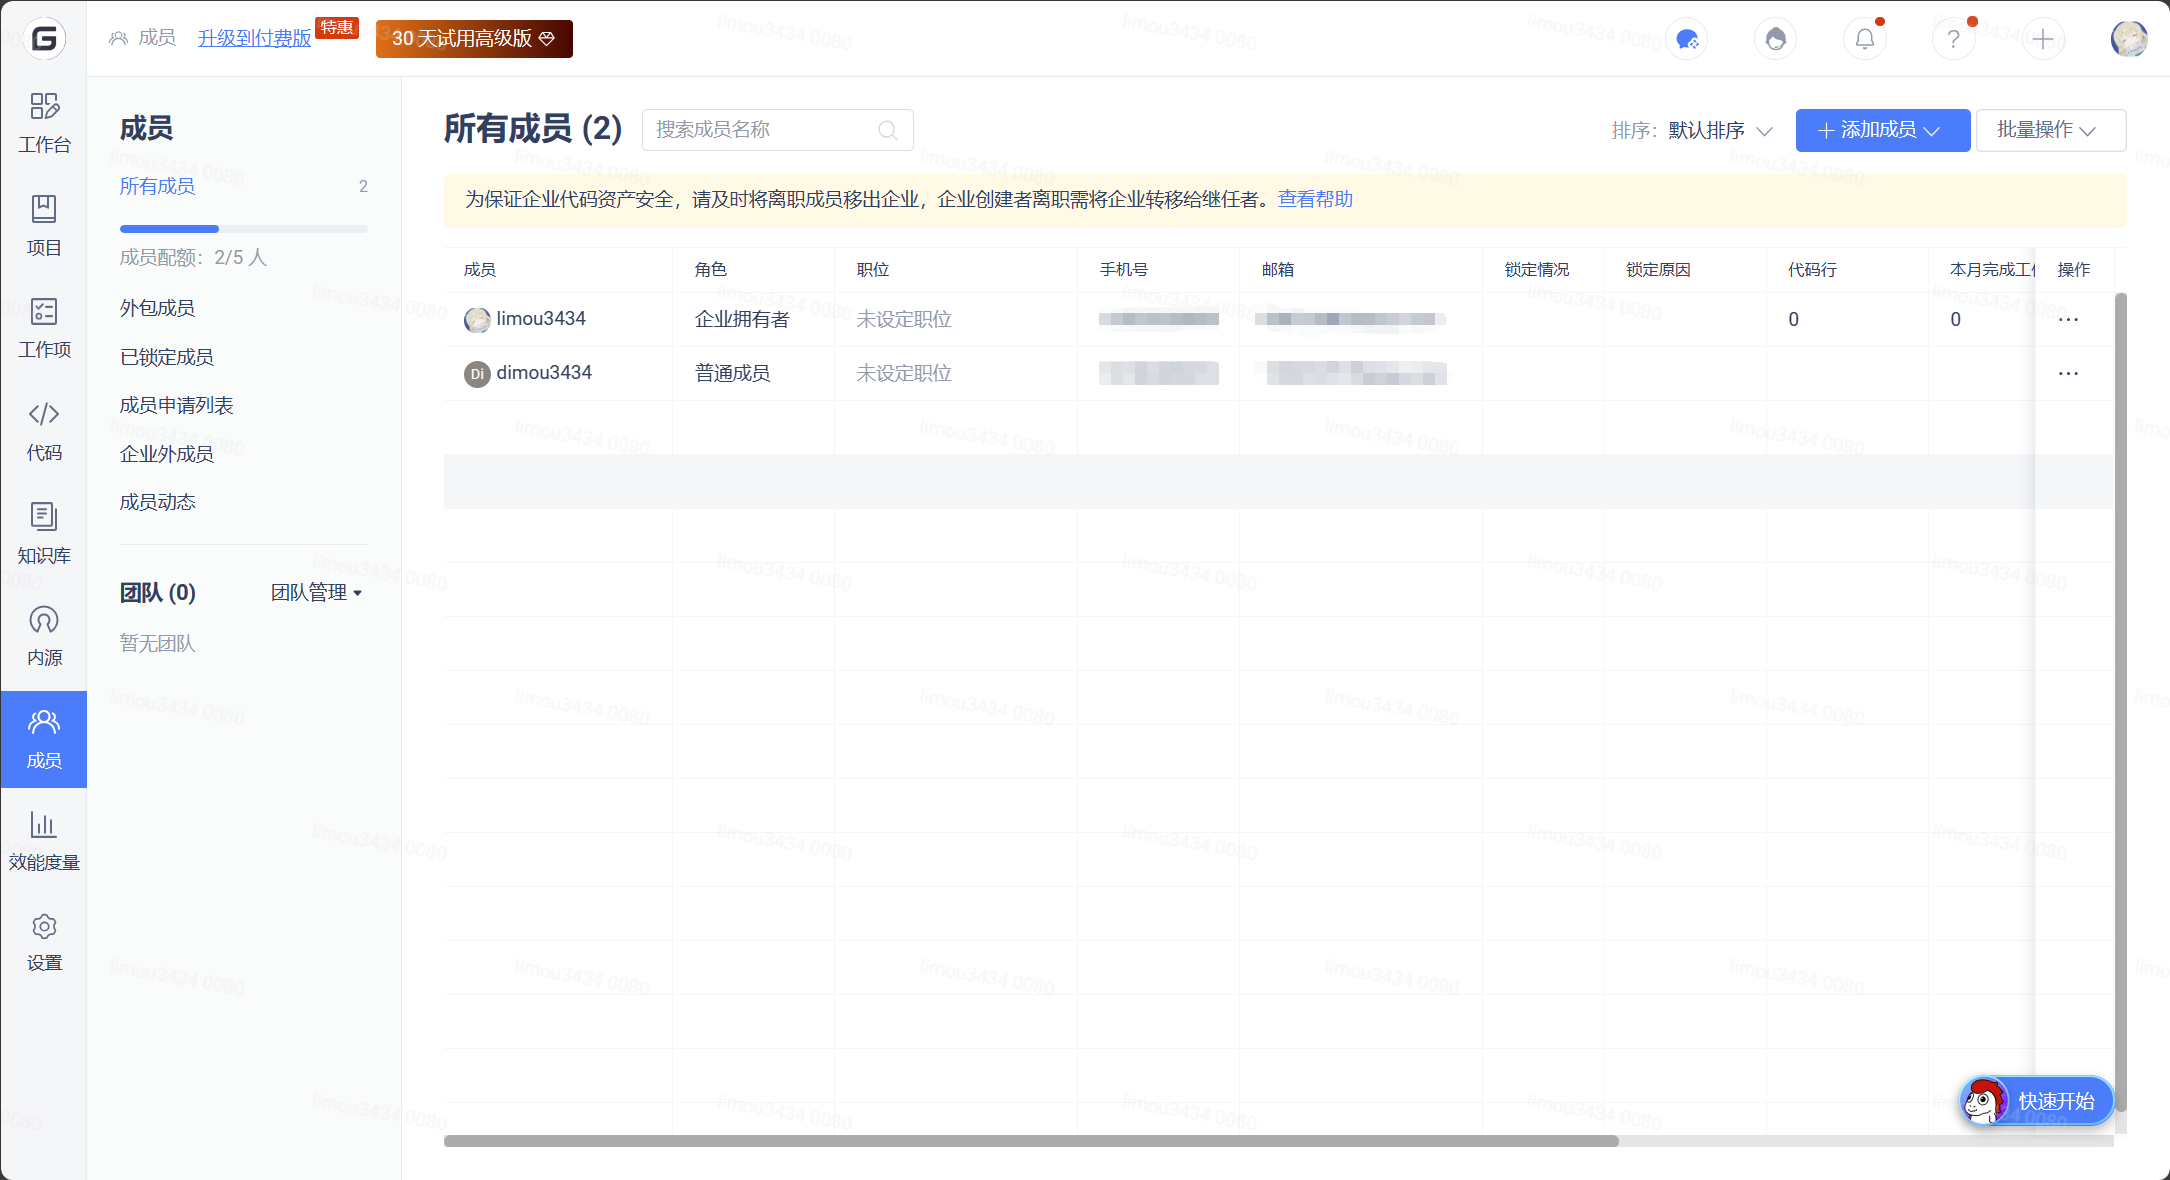 成员 升级到付费版 特惠 30 天试用高级版
工作台
项目
工作项
代码
知识库
内源
成员
效能度量
设置
成员
所有成员 2
成员配额：2/5 人
外包成员
已锁定成员
成员申请列表
企业外成员
成员动态
团队 (0) 团队管理
暂无团队
所有成员 (2) 搜索成员名称 排序：默认排序 添加成员 批量操作
为保证企业代码资产安全，请及时将离职成员移出企业，企业创建者离职需将企业转移给继任者。查看帮助
成员 角色 职位 手机号 邮箱 锁定情况 锁定原因 代码行 本月完成工 操作
limou3434 企业拥有者 未设定职位 0 0 ...
Di dimou3434 普通成员 未设定职位 ...
快速开始
limou3434 0080